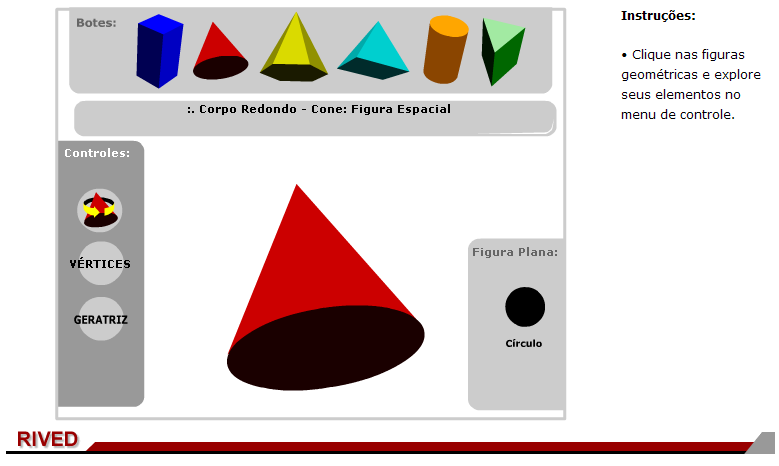 Botes:
:. Corpo Redondo - Cone: Figura Espacial
Controles:
VÉRTICES
GERATRIZ
Figura Plana:
Círculo
Instruções:
• Clique nas figuras
geométricas e explore
seus elementos no
menu de controle.
RIVED